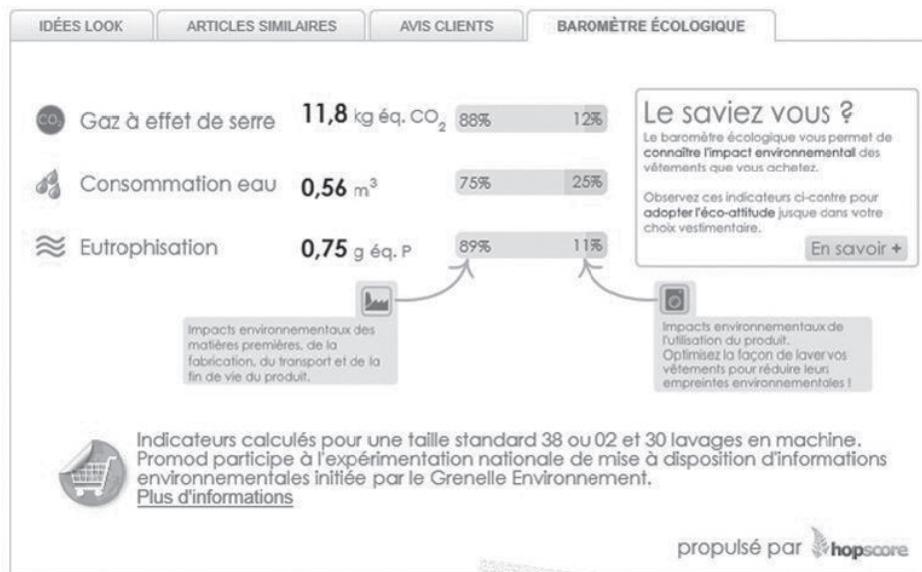 IDÉES LOOK ARTICLES SIMILAIRES AVIS CLIENTS BAROMÈTRE ÉCOLOGIQUE
CO₂ Gaz à effet de serre 11,8 kg éq. CO₂ 88% 12%
Consommation eau 0,56 m³ 75% 25%
Eutrophisation 0,75 g éq. P 89% 11%
Le saviez vous ?
Le baromètre écologique vous permet de
connaître l'impact environnemental des
vêtements que vous achetez.
Observez ces indicateurs ci-contre pour
adopter l'éco-attitude jusque dans votre
choix vestimentaire.
En savoir +
Impacts environnementaux des
matières premières, de la
fabrication, du transport et de la
fin de vie du produit.
Impacts environnementaux de
l'utilisation du produit.
Optimisez la façon de laver vos
vêtements pour réduire leurs
empreintes environnementales !
Indicateurs calculés pour une taille standard 38 ou 02 et 30 lavages en machine.
Promod participe à l'expérimentation nationale de mise à disposition d'informations
environnementales initiée par le Grenelle Environnement.
Plus d'informations
propulsé par hopscore